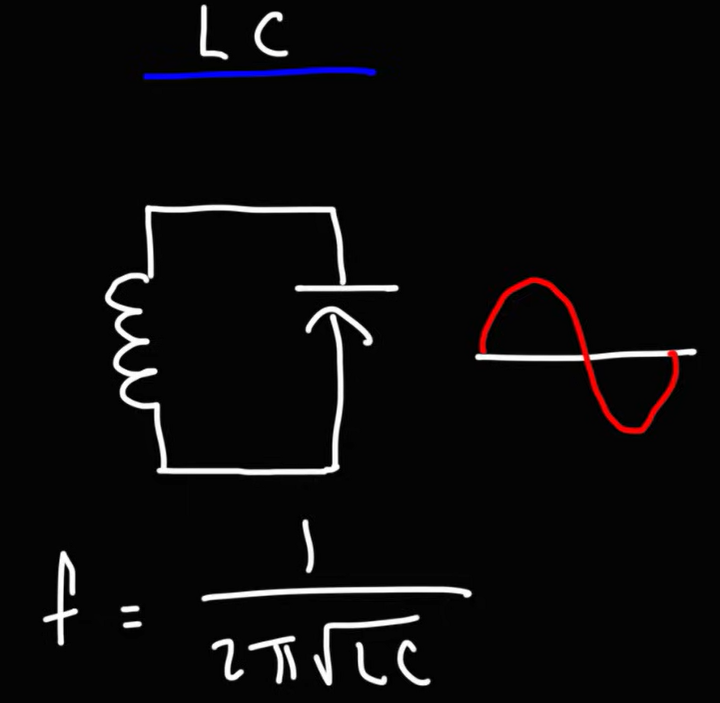 LC
f = 1/(2π√LC)